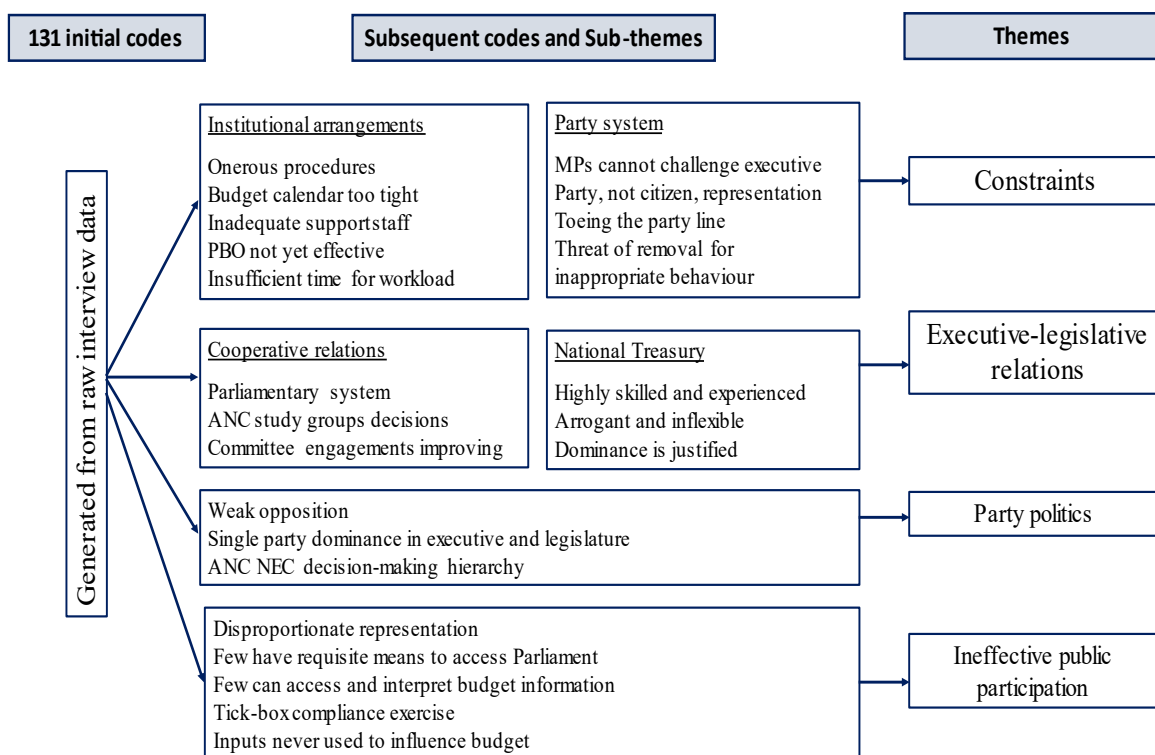 131 initial codes
Subsequent codes and Sub-themes
Themes
Generated from raw interview data
Institutional arrangements
Onerous procedures
Budget calendar too tight
Inadequate support staff
PBO not yet effective
Insufficient time for workload
Party system
MPs cannot challenge executive
Party, not citizen, representation
Toeing the party line
Threat of removal for
inappropriate behaviour
Constraints
Cooperative relations
Parliamentary system
ANC study groups decisions
Committee engagements improving
National Treasury
Highly skilled and experienced
Arrogant and inflexible
Dominance is justified
Executive-legislative
relations
Weak opposition
Single party dominance in executive and legislature
ANC NEC decision-making hierarchy
Party politics
Disproportionate representation
Few have requisite means to access Parliament
Few can access and interpret budget information
Tick-box compliance exercise
Inputs never used to influence budget
Ineffective public
participation